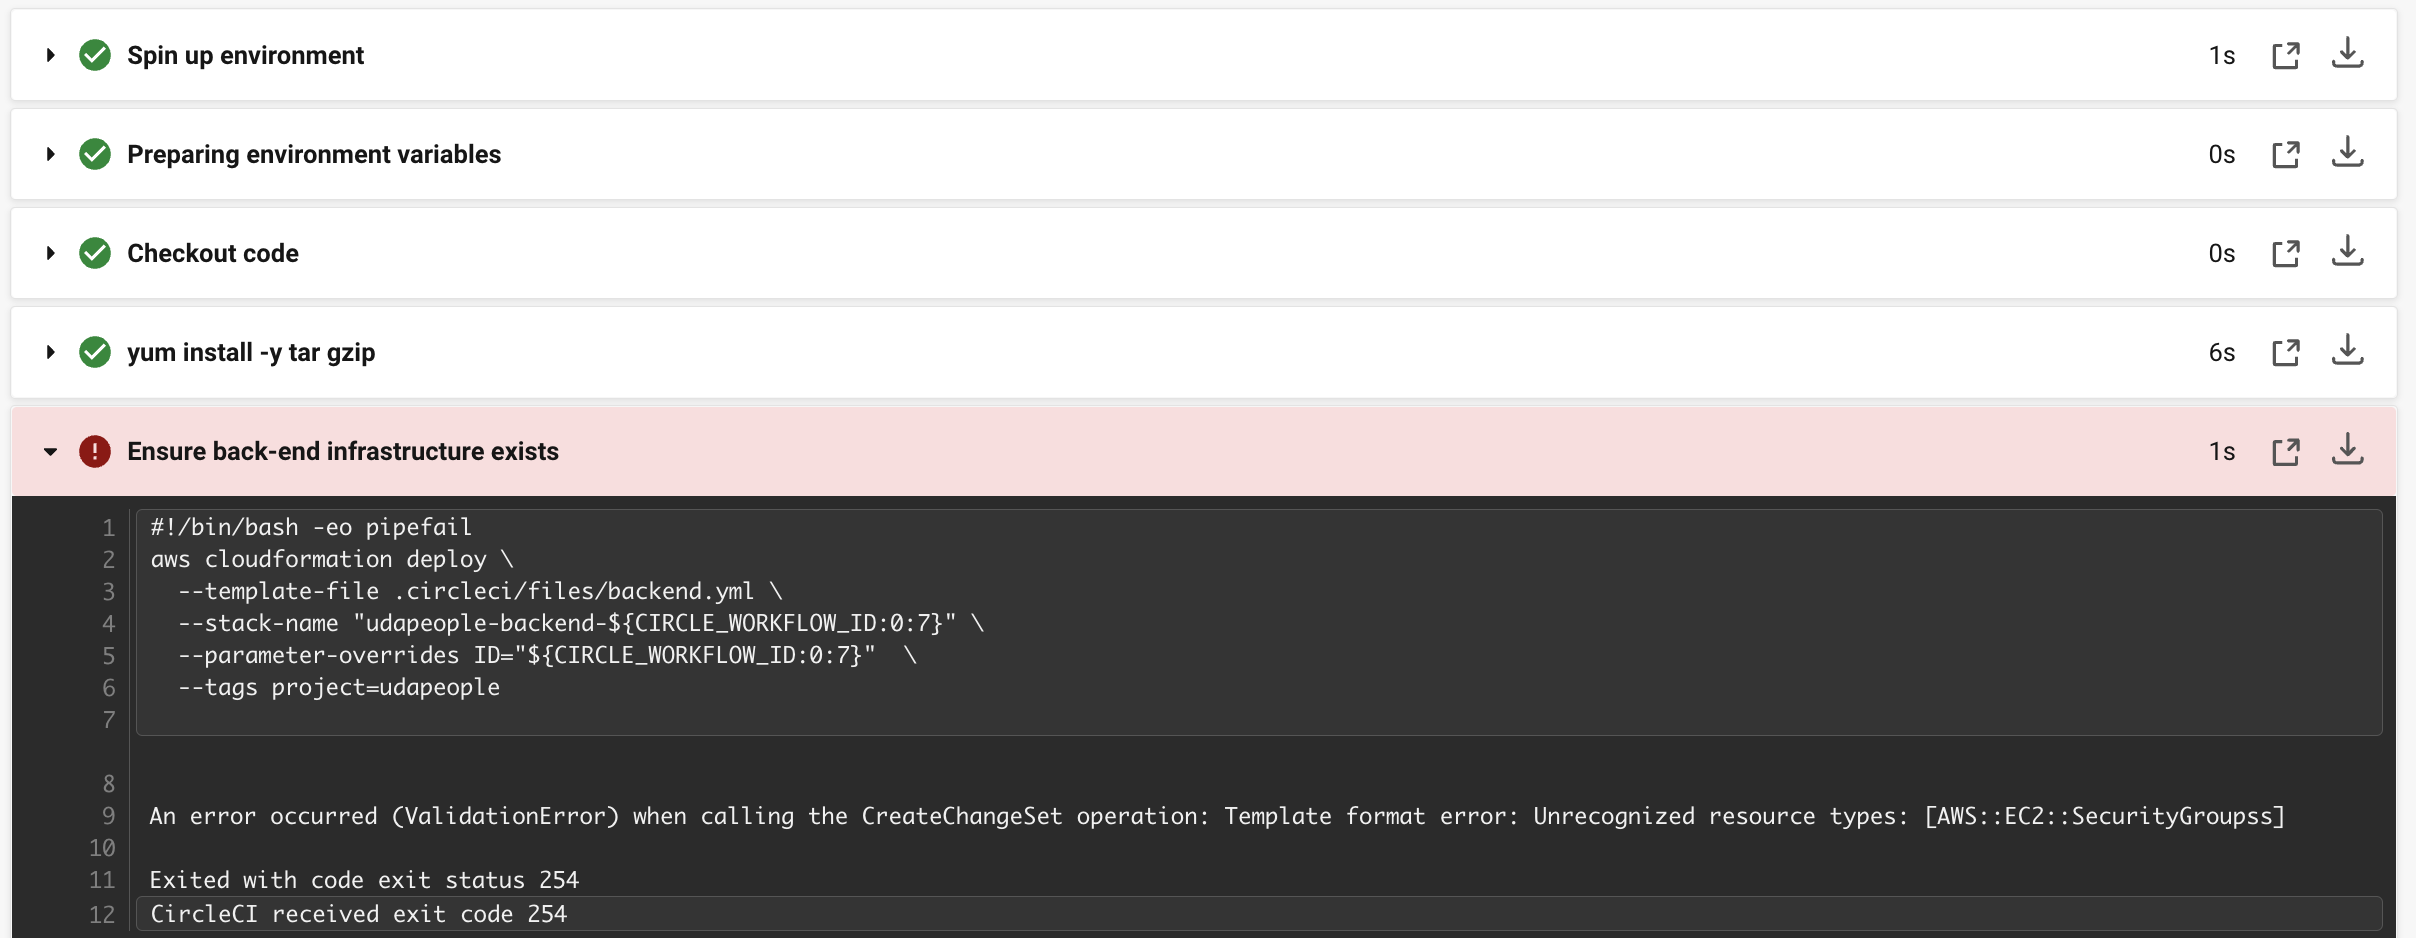 Spin up environment 1s
Preparing environment variables 0s
Checkout code 0s
yum install -y tar gzip 6s
Ensure back-end infrastructure exists 1s
1 #!/bin/bash -eo pipefail
2 aws cloudformation deploy \
3   --template-file .circleci/files/backend.yml \
4   --stack-name "udapeople-backend-${CIRCLE_WORKFLOW_ID:0:7}" \
5   --parameter-overrides ID="${CIRCLE_WORKFLOW_ID:0:7}"  \
6   --tags project=udapeople
7
8
9 An error occurred (ValidationError) when calling the CreateChangeSet operation: Template format error: Unrecognized resource types: [AWS::EC2::SecurityGroupss]
10
11 Exited with code exit status 254
12 CircleCI received exit code 254